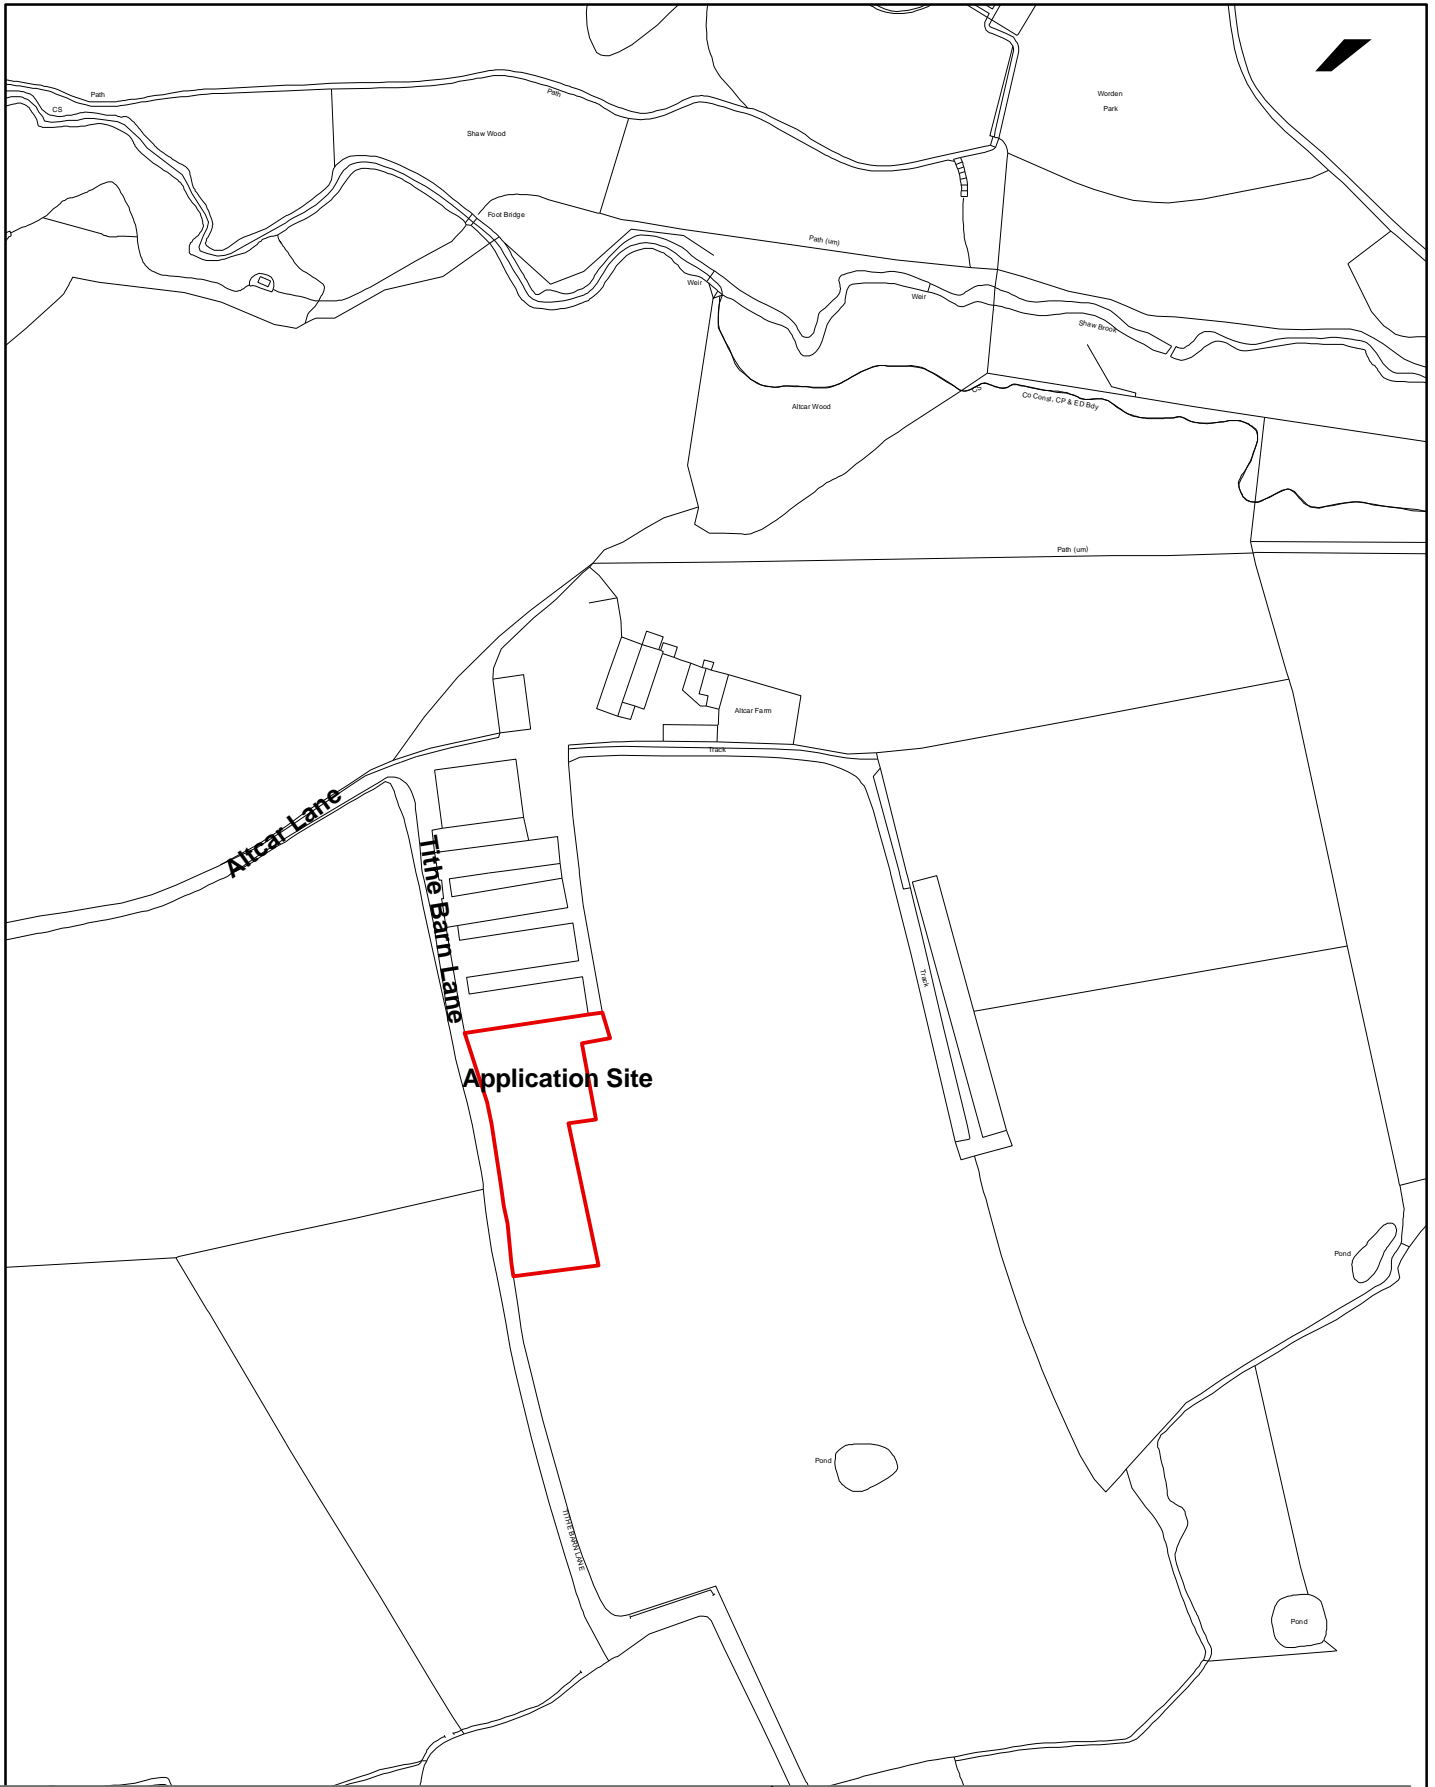 Path
Path
CS
Worden
Park
Shaw Wood
Foot Bridge
Path (um)
Weir
Weir
Shaw Brook
CS
Co Const, CP & ED Bdy
Altcar Wood
Path (um)
Altcar Farm
Track
Altcar Lane
Tithe Barn Lane
Track
Application Site
Pond
Pond
TITHE BARN LANE
Pond